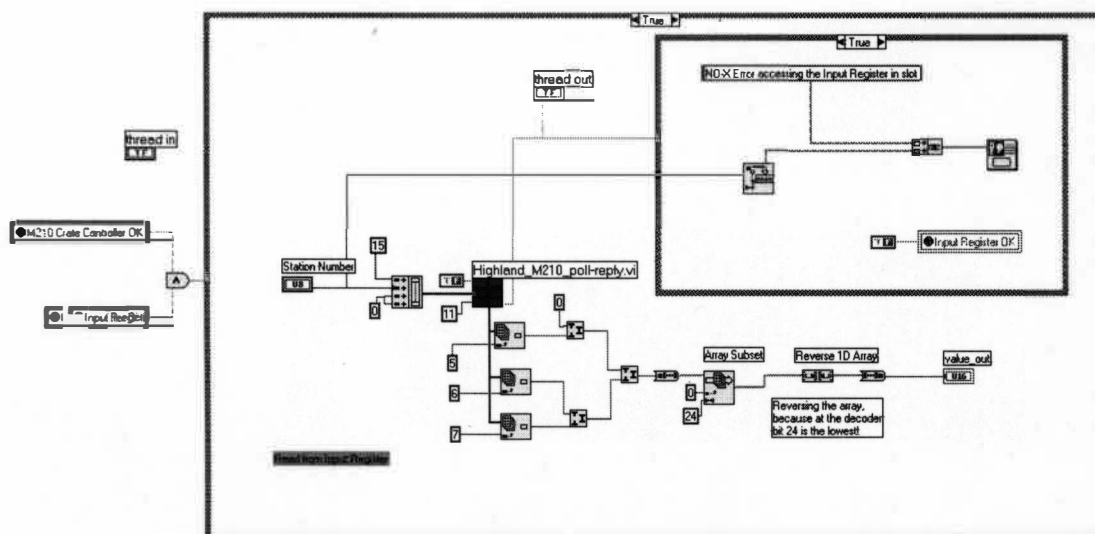 True
True
NO-X Error accessing the Input Register in slot
thread out
TF
thread in
TF
M210 Crate Controller OK
15
Station Number
U8
Highland_M210_poll-reply.vi
Input Register OK
0
11
0
5
6
7
Array Subset
0
24
Reverse 1D Array
value_out
U16
Reversing the array,
because at the decoder
bit 24 is the lowest!
Read from Input Register